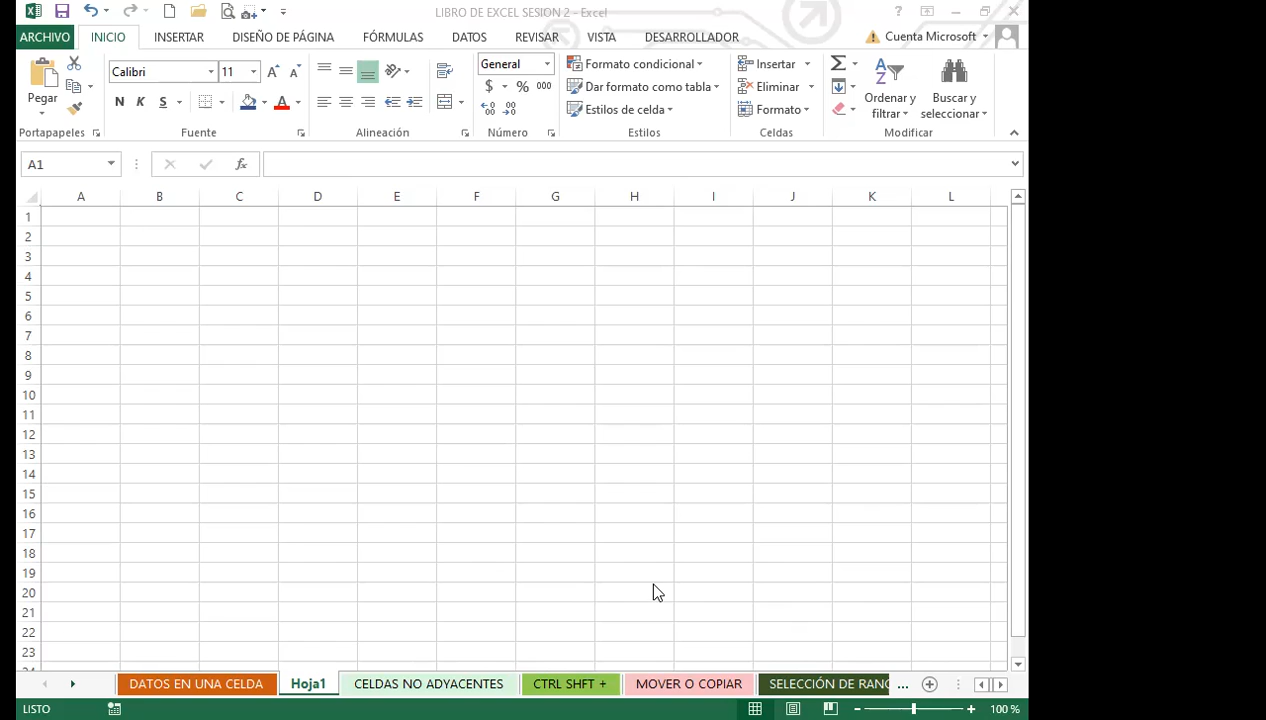 LIBRO DE EXCEL SESION 2 - Excel
?
ARCHIVO INICIO INSERTAR DISEÑO DE PÁGINA FÓRMULAS DATOS REVISAR VISTA DESARROLLADOR Cuenta Microsoft
Pegar
Calibri 11
N K S A
General
$ % 000
Formato condicional
Dar formato como tabla
Estilos de celda
Insertar
Eliminar
Formato
Ordenar y
filtrar
Buscar y
seleccionar
Portapapeles Fuente Alineación Número Estilos Celdas Modificar
A1 fx
A B C D E F G H I J K L
1
2
3
4
5
6
7
8
9
10
11
12
13
14
15
16
17
18
19
20
21
22
23
24
DATOS EN UNA CELDA Hoja1 CELDAS NO ADYACENTES CTRL SHFT + MOVER O COPIAR SELECCIÓN DE RANG ...
LISTO 100 %